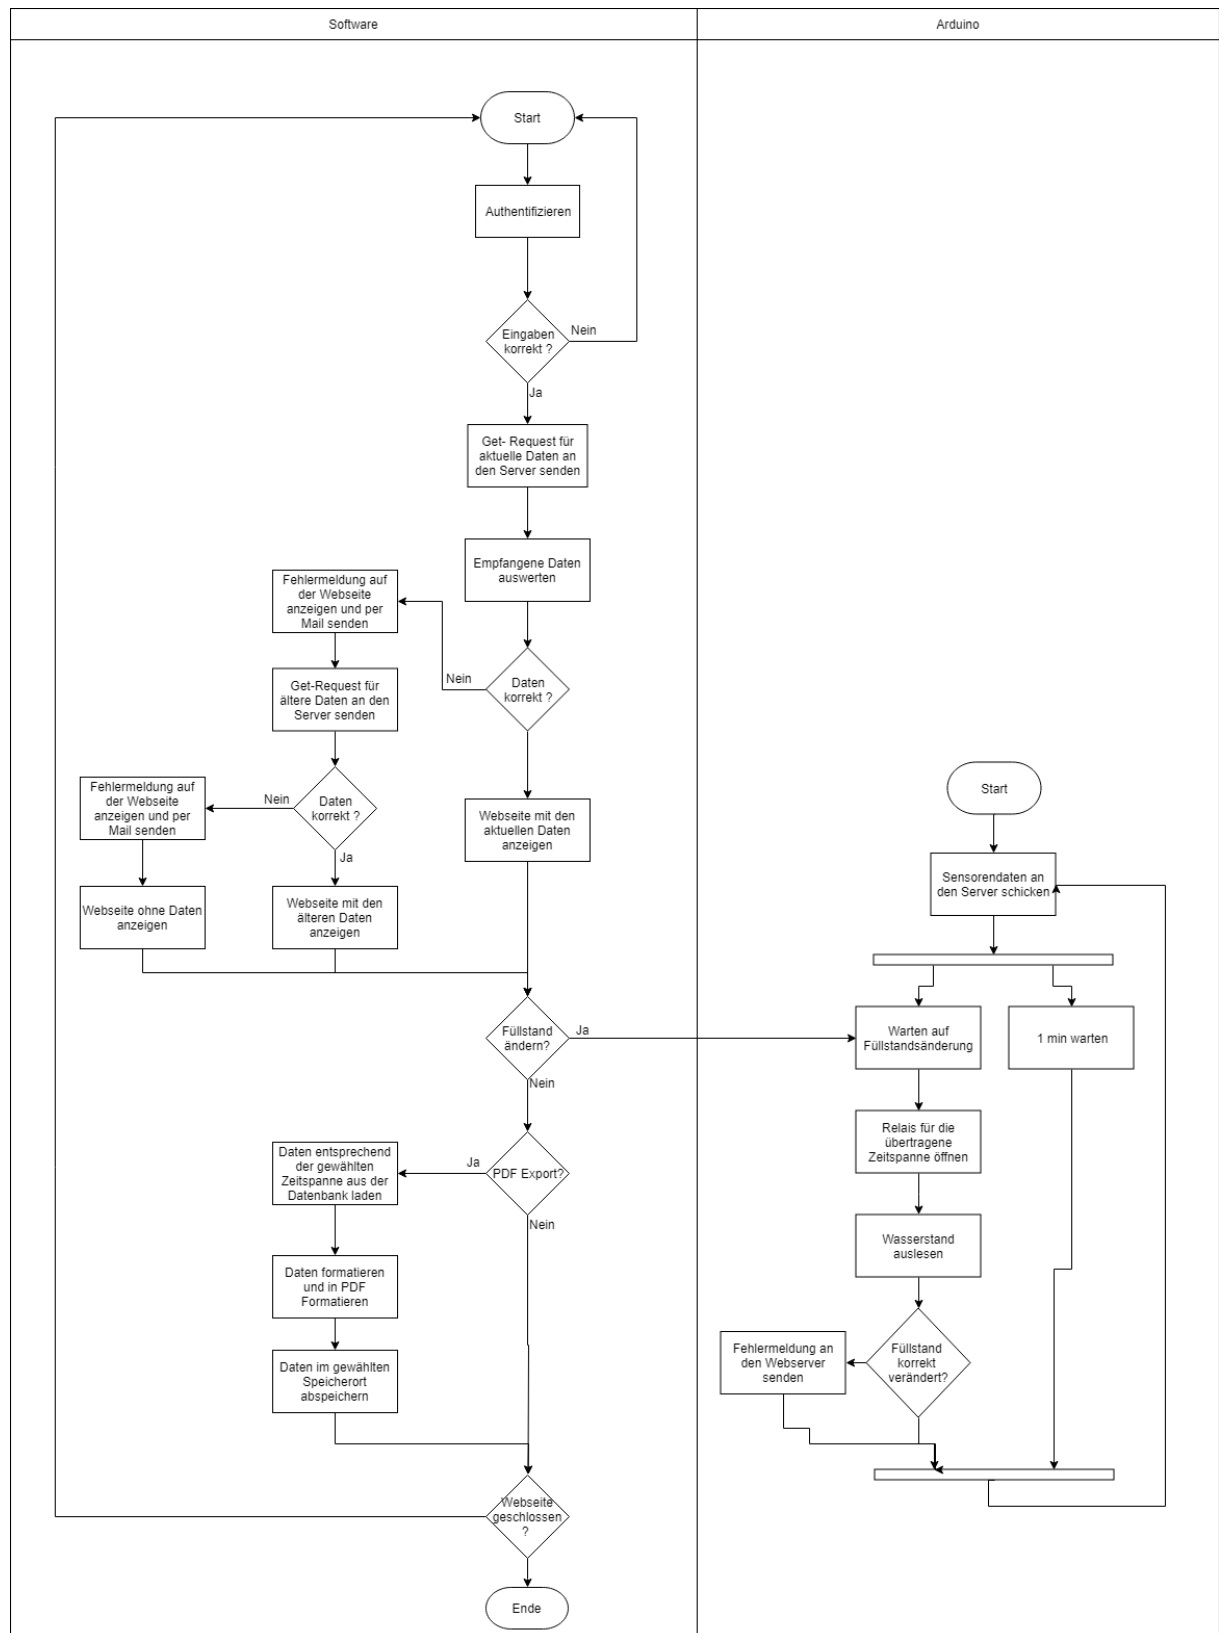 Software
Arduino
Start
Authentifizieren
Eingaben
korrekt ?
Nein
Ja
Get- Request für
aktuelle Daten an
den Server senden
Empfangene Daten
auswerten
Fehlermeldung auf
der Webseite
anzeigen und per
Mail senden
Nein
Daten
korrekt ?
Get-Request für
ältere Daten an den
Server senden
Fehlermeldung auf
der Webseite
anzeigen und per
Mail senden
Nein
Daten
korrekt ?
Ja
Webseite mit den
aktuellen Daten
anzeigen
Webseite ohne Daten
anzeigen
Webseite mit den
älteren Daten
anzeigen
Füllstand
ändern?
Ja
Nein
Daten entsprechend
der gewählten
Zeitspanne aus der
Datenbank laden
Ja
PDF Export?
Nein
Daten formatieren
und in PDF
Formatieren
Daten im gewählten
Speicherort
abspeichern
Webseite
geschlossen
?
Ende
Start
Sensorendaten an
den Server schicken
Warten auf
Füllstandsänderung
1 min warten
Relais für die
übertragene
Zeitspanne öffnen
Wasserstand
auslesen
Fehlermeldung an
den Webserver
senden
Füllstand
korrekt
verändert?